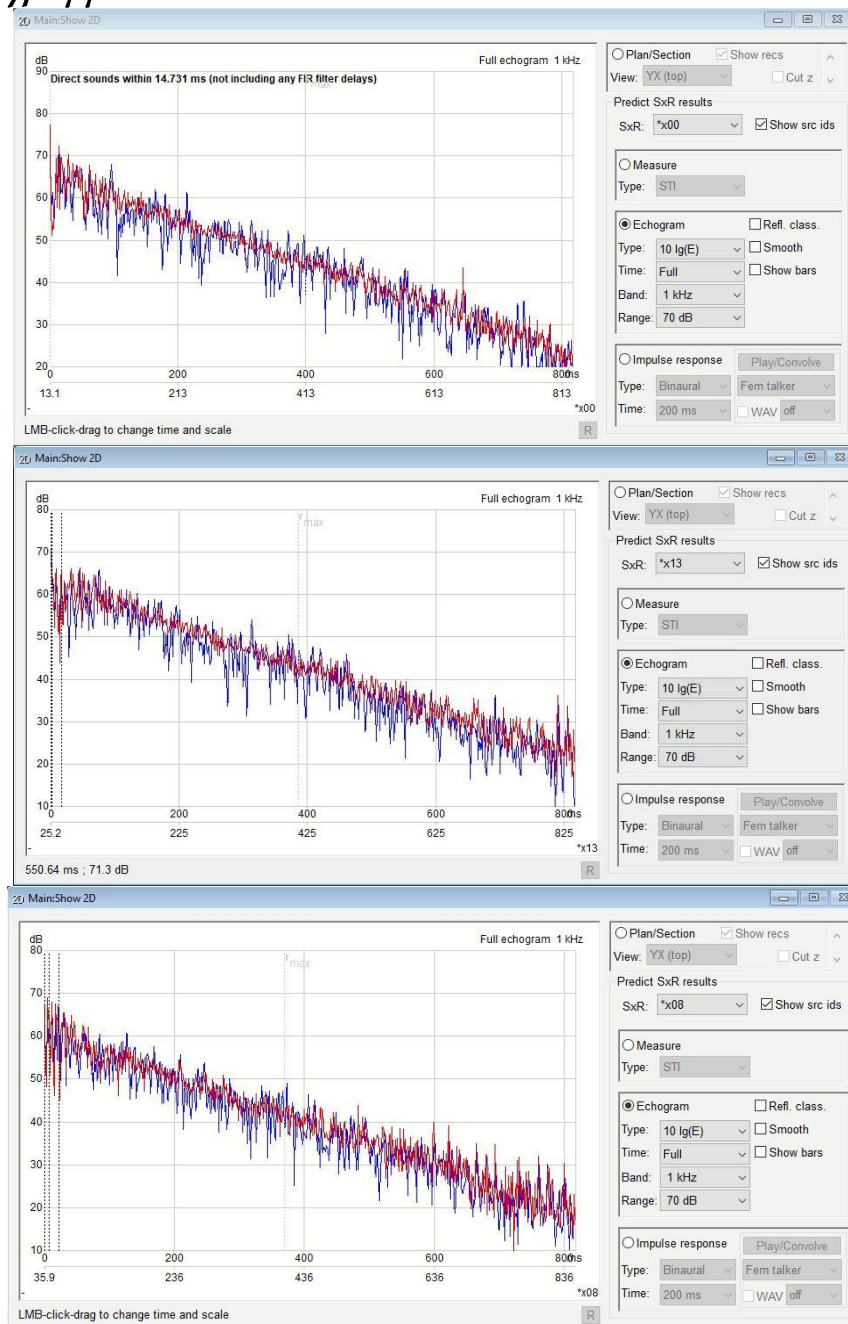 2D Main:Show 2D
dB
Full echogram 1 kHz
90
Direct sounds within 14.731 ms (not including any FIR filter delays)
max
80
70
60
50
40
30
20
0 200 400 600 800 ms
13.1 213 413 613 813
- *x00
LMB-click-drag to change time and scale R
Plan/Section Show recs
View: YX (top) Cut z
Predict SxR results
SxR: *x00 Show src ids
Measure
Type: STI
Echogram Refl. class.
Type: 10 lg(E) Smooth
Time: Full Show bars
Band: 1 kHz
Range: 70 dB
Impulse response Play/Convolve
Type: Binaural Fem talker
Time: 200 ms WAV off
2D Main:Show 2D
dB
Full echogram 1 kHz
80
rmax
70
60
50
40
30
20
10
0 200 400 600 800 ms
25.2 225 425 625 825
- *x13
550.64 ms ; 71.3 dB R
Plan/Section Show recs
View: YX (top) Cut z
Predict SxR results
SxR: *x13 Show src ids
Measure
Type: STI
Echogram Refl. class.
Type: 10 lg(E) Smooth
Time: Full Show bars
Band: 1 kHz
Range: 70 dB
Impulse response Play/Convolve
Type: Binaural Fem talker
Time: 200 ms WAV off
2D Main:Show 2D
dB
Full echogram 1 kHz
80
rmax
70
60
50
40
30
20
10
0 200 400 600 800 ms
35.9 236 436 636 836
- *x08
LMB-click-drag to change time and scale R
Plan/Section Show recs
View: YX (top) Cut z
Predict SxR results
SxR: *x08 Show src ids
Measure
Type: STI
Echogram Refl. class.
Type: 10 lg(E) Smooth
Time: Full Show bars
Band: 1 kHz
Range: 70 dB
Impulse response Play/Convolve
Type: Binaural Fem talker
Time: 200 ms WAV off